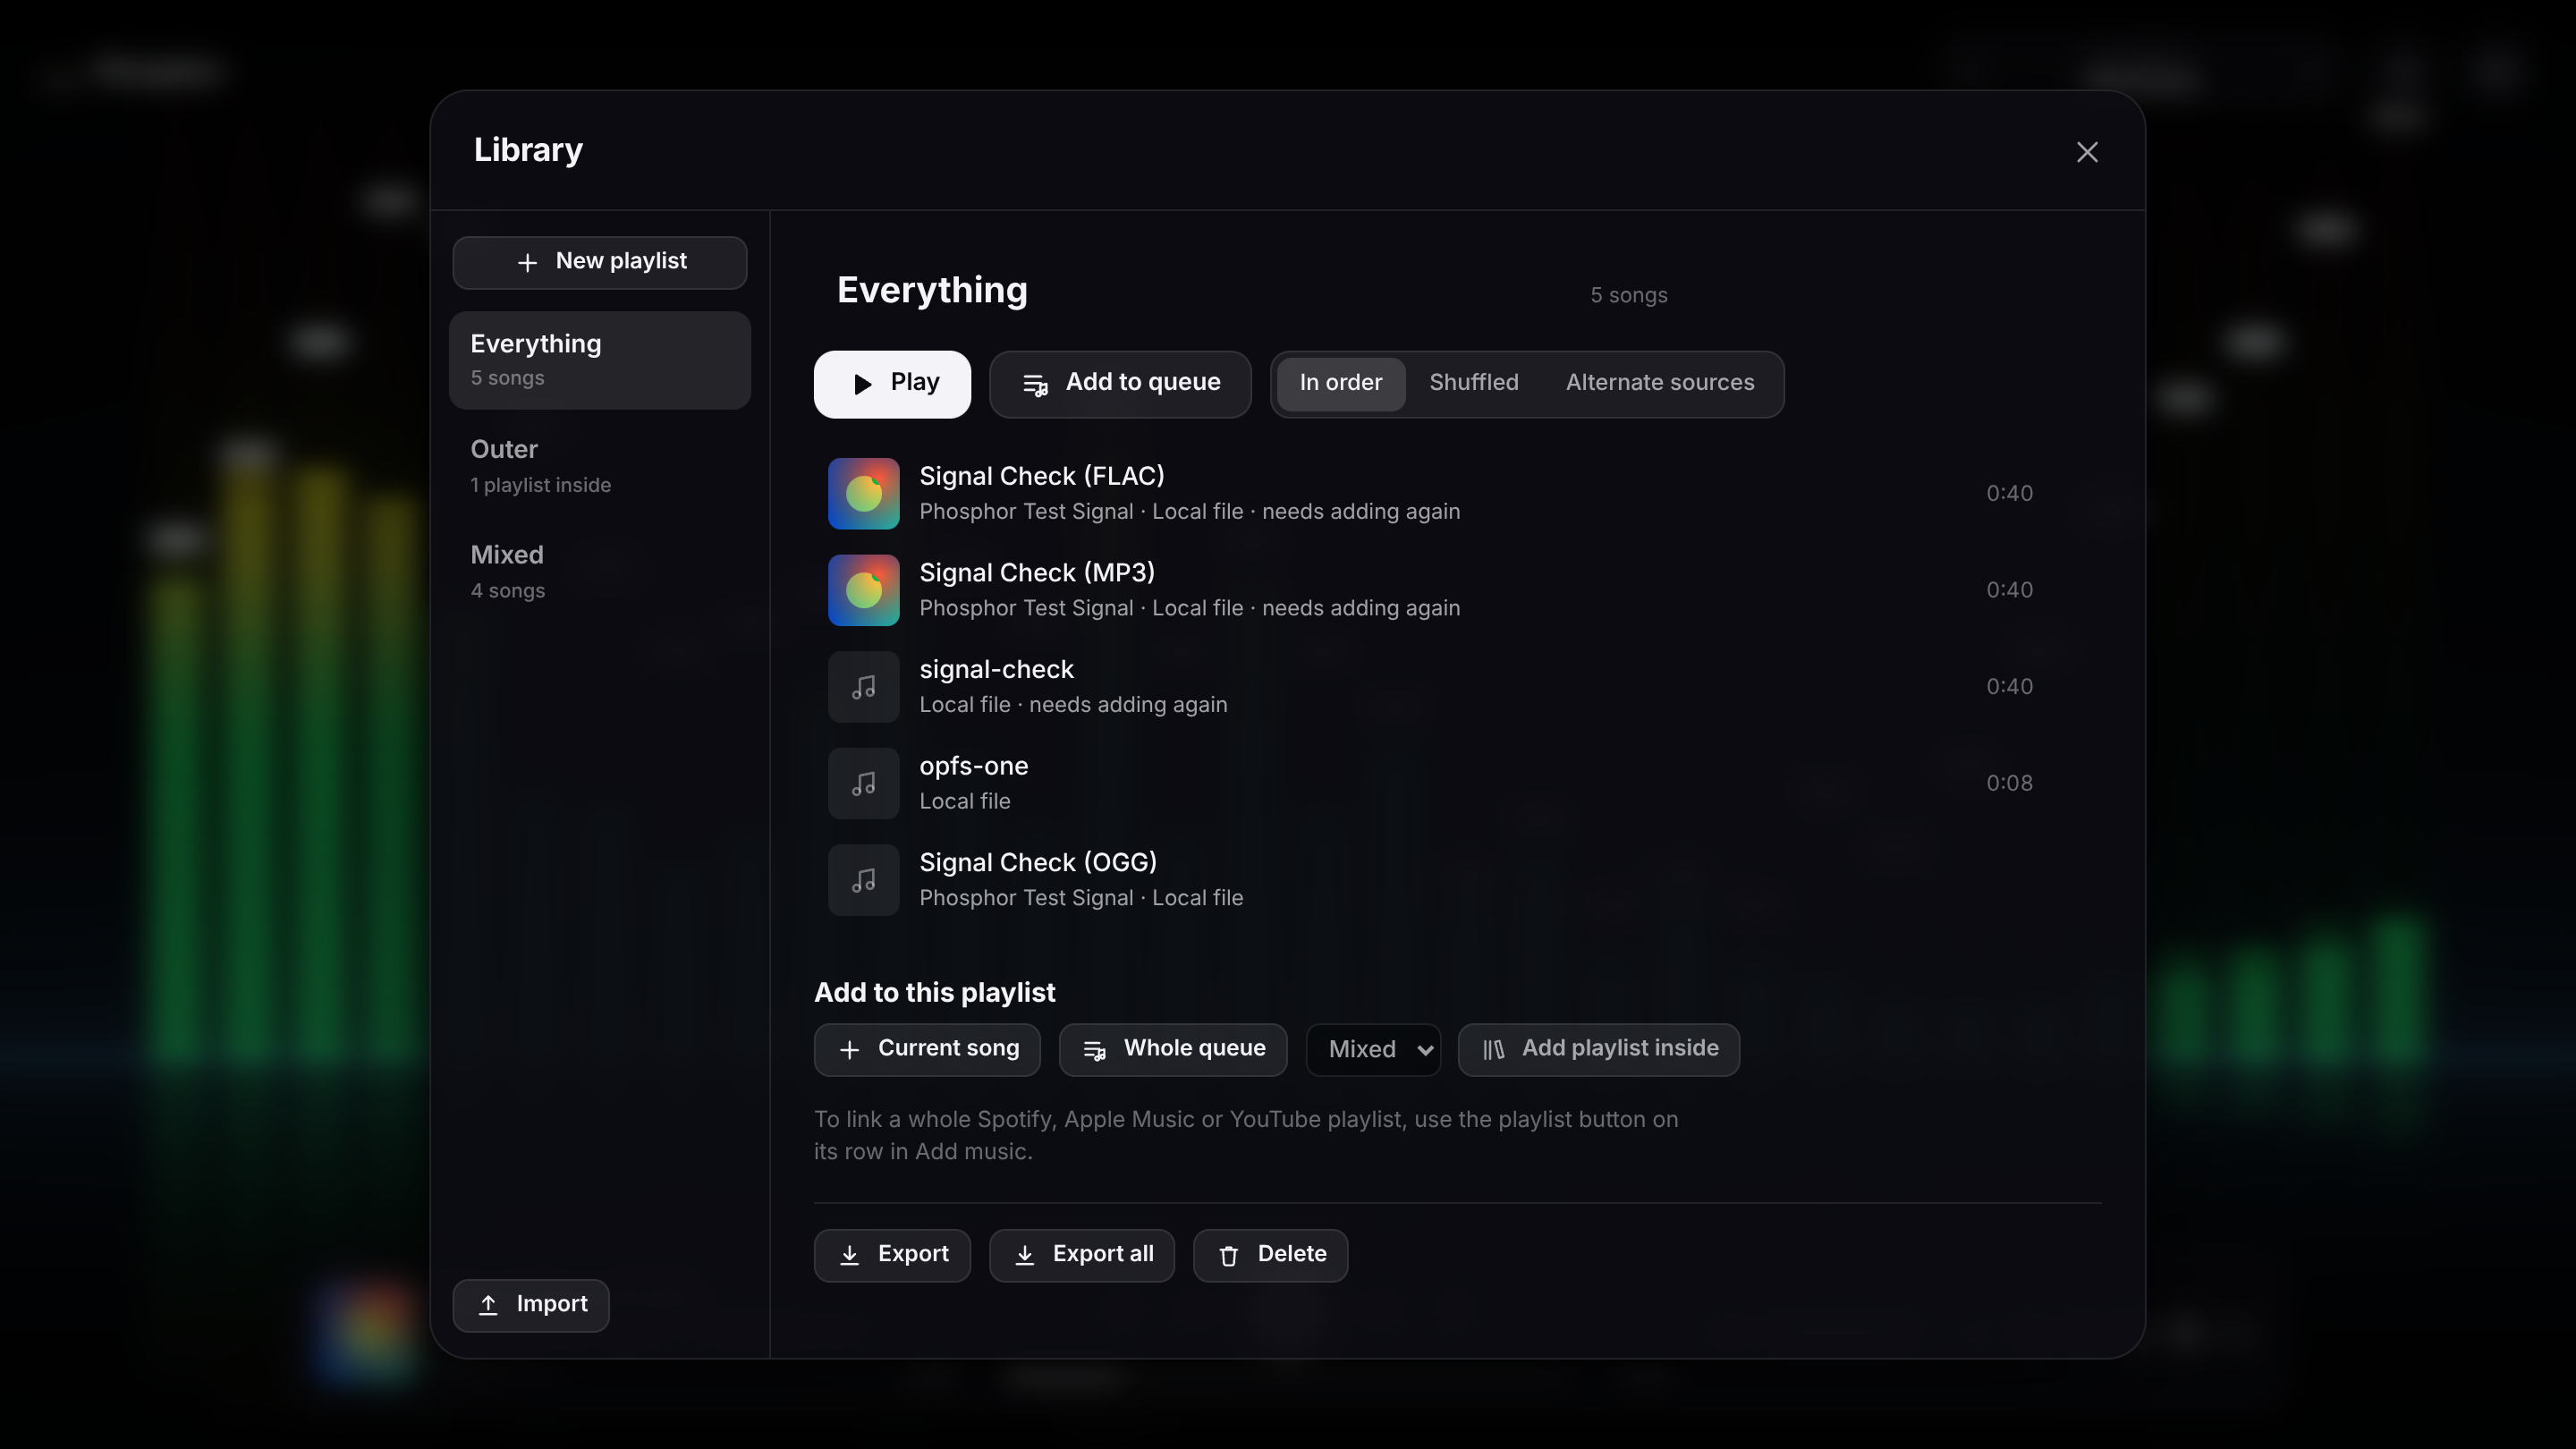 Library
New playlist
Everything
5 songs
Outer
1 playlist inside
Mixed
4 songs
Import
Everything
5 songs
Play
Add to queue
In order
Shuffled
Alternate sources
Signal Check (FLAC)
Phosphor Test Signal · Local file · needs adding again
0:40
Signal Check (MP3)
Phosphor Test Signal · Local file · needs adding again
0:40
signal-check
Local file · needs adding again
0:40
opfs-one
Local file
0:08
Signal Check (OGG)
Phosphor Test Signal · Local file
Add to this playlist
Current song
Whole queue
Mixed
Add playlist inside
To link a whole Spotify, Apple Music or YouTube playlist, use the playlist button on
its row in Add music.
Export
Export all
Delete